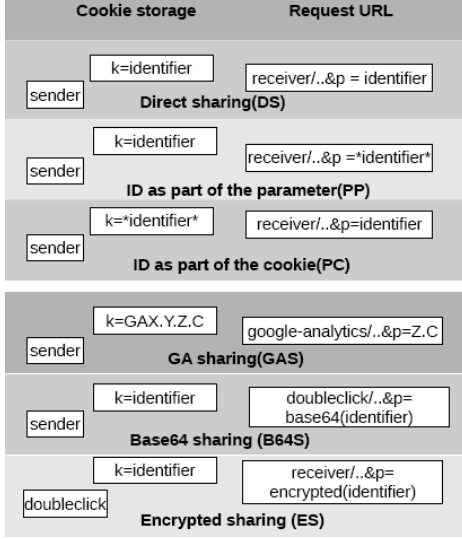 Cookie storage Request URL
k=identifier
receiver/..&p = identifier
sender
Direct sharing(DS)
k=identifier
receiver/..&p =*identifier*
sender
ID as part of the parameter(PP)
k=*identifier*
receiver/..&p=identifier
sender
ID as part of the cookie(PC)
k=GAX.Y.Z.C
google-analytics/..&p=Z.C
sender
GA sharing(GAS)
k=identifier
doubleclick/..&p=
base64(identifier)
sender
Base64 sharing (B64S)
k=identifier
receiver/..&p=
encrypted(identifier)
doubleclick
Encrypted sharing (ES)